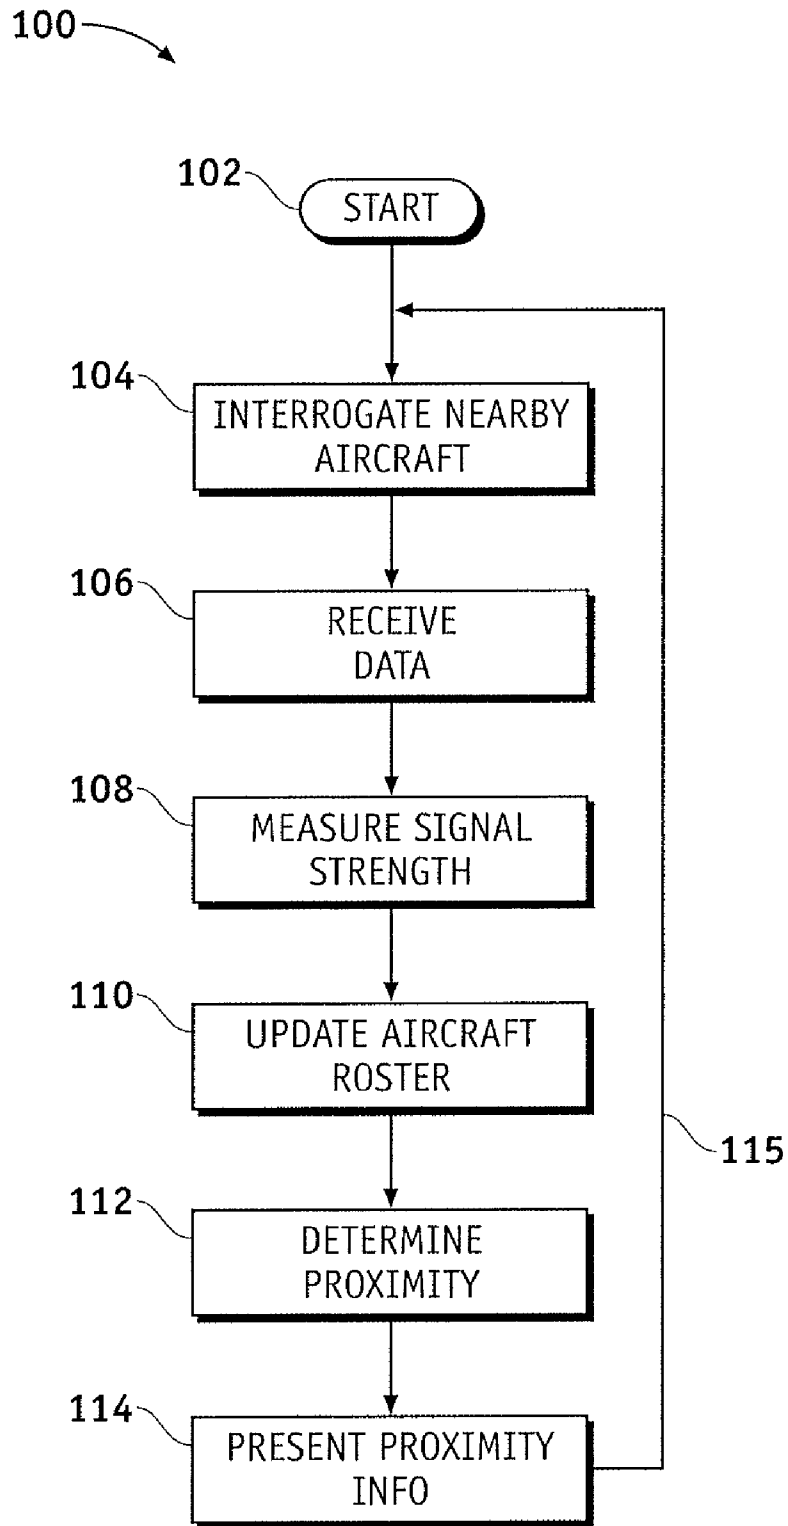 100
102
START
104
INTERROGATE NEARBY
AIRCRAFT
106
RECEIVE
DATA
108
MEASURE SIGNAL
STRENGTH
110
UPDATE AIRCRAFT
ROSTER
115
112
DETERMINE
PROXIMITY
114
PRESENT PROXIMITY
INFO